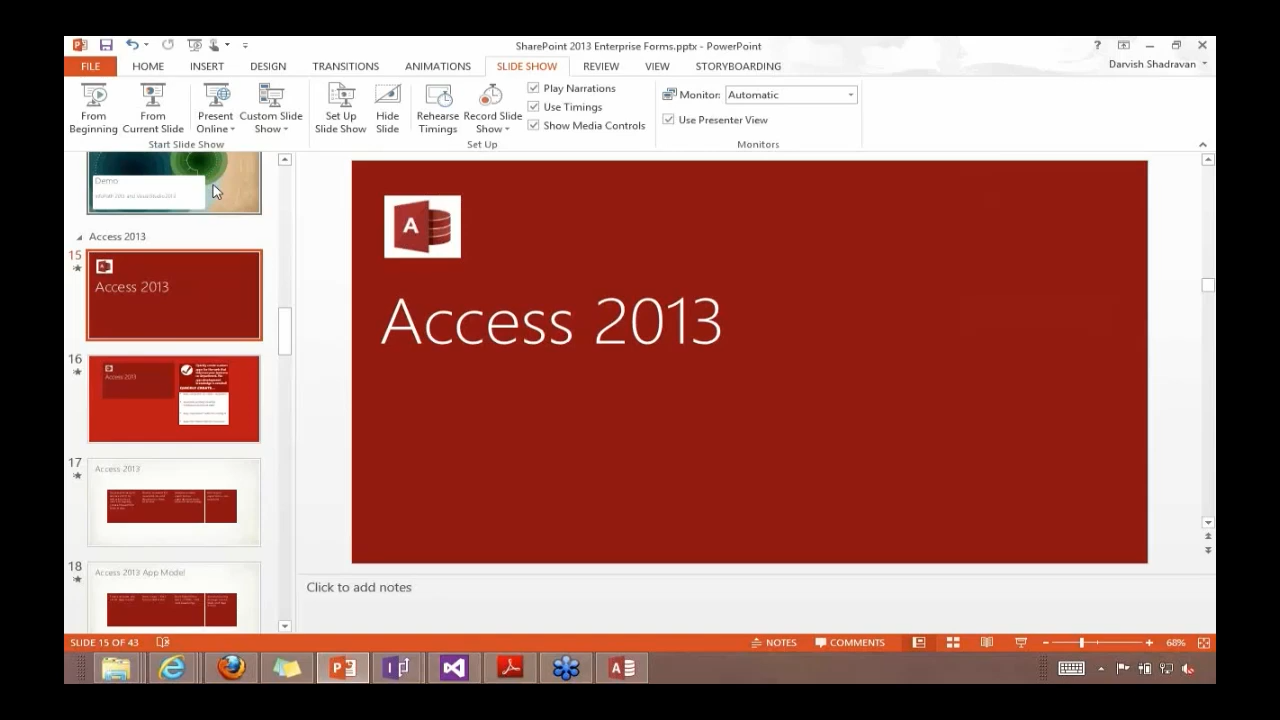 SharePoint 2013 Enterprise Forms.pptx - PowerPoint
?
FILE HOME INSERT DESIGN TRANSITIONS ANIMATIONS SLIDE SHOW REVIEW VIEW STORYBOARDING
Darvish Shadravan
From Beginning
From Current Slide
Present Online
Custom Slide Show
Start Slide Show
Set Up Slide Show
Hide Slide
Rehearse Timings
Record Slide Show
Play Narrations
Use Timings
Show Media Controls
Set Up
Monitor: Automatic
Use Presenter View
Monitors
Demo
Access 2013
15
Access 2013
16
Access 2013
17
Access 2013
18
Access 2013 App Model
A
Access 2013
Click to add notes
SLIDE 15 OF 43
NOTES
COMMENTS
68%